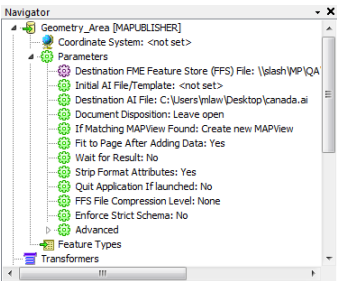 Navigator
Geometry_Area [MAPUBLISHER]
Coordinate System: <not set>
Parameters
Destination FME Feature Store (FFS) File: \\slash\MP\QA
Initial AI File/Template: <not set>
Destination AI File: C:\Users\mlaw\Desktop\canada.ai
Document Disposition: Leave open
If Matching MAPView Found: Create new MAPView
Fit to Page After Adding Data: Yes
Wait for Result: No
Strip Format Attributes: Yes
Quit Application If launched: No
FFS File Compression Level: None
Enforce Strict Schema: No
Advanced
Feature Types
Transformers